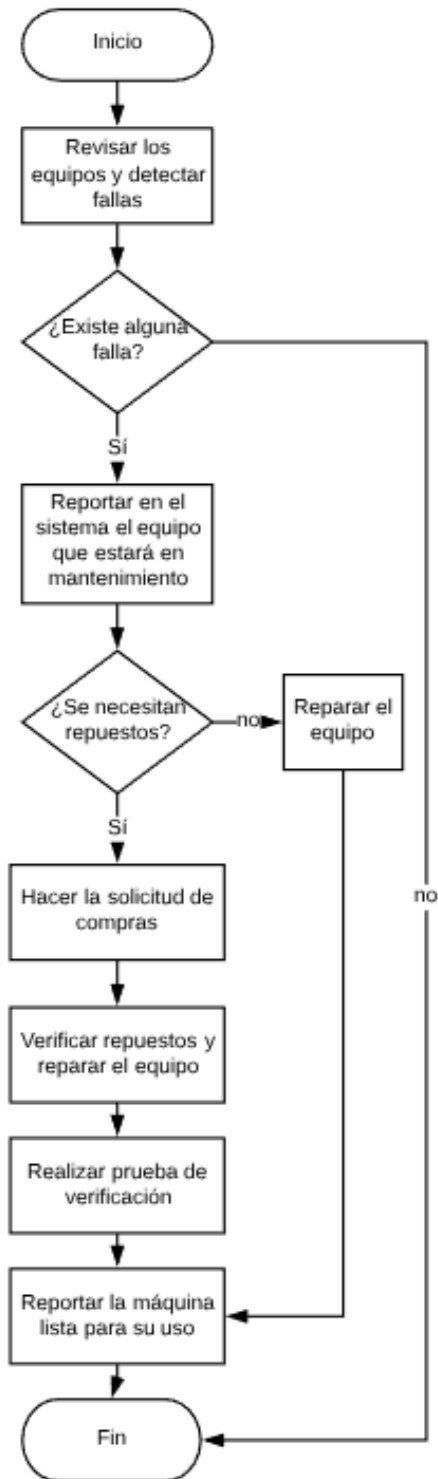 Inicio
Revisar los
equipos y detectar
fallas
¿Existe alguna
falla?
Sí
Reportar en el
sistema el equipo
que estará en
mantenimiento
¿Se necesitan
repuestos?
no
Reparar el
equipo
Sí
no
Hacer la solicitud de
compras
Verificar repuestos y
reparar el equipo
Realizar prueba de
verificación
Reportar la máquina
lista para su uso
Fin